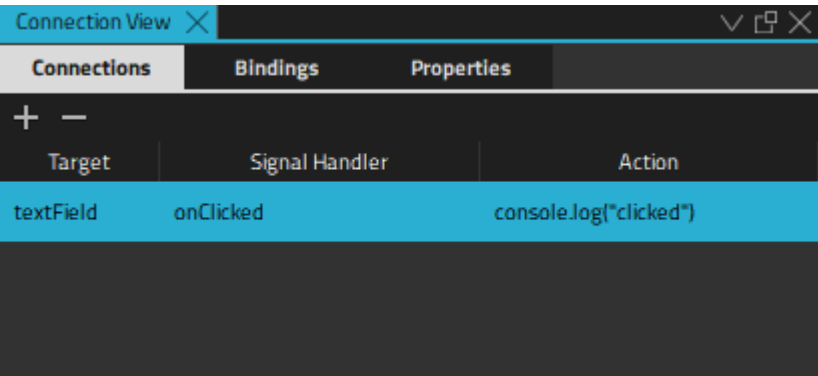 Connection View
Connections Bindings Properties
Target Signal Handler Action
textField onClicked console.log("clicked")